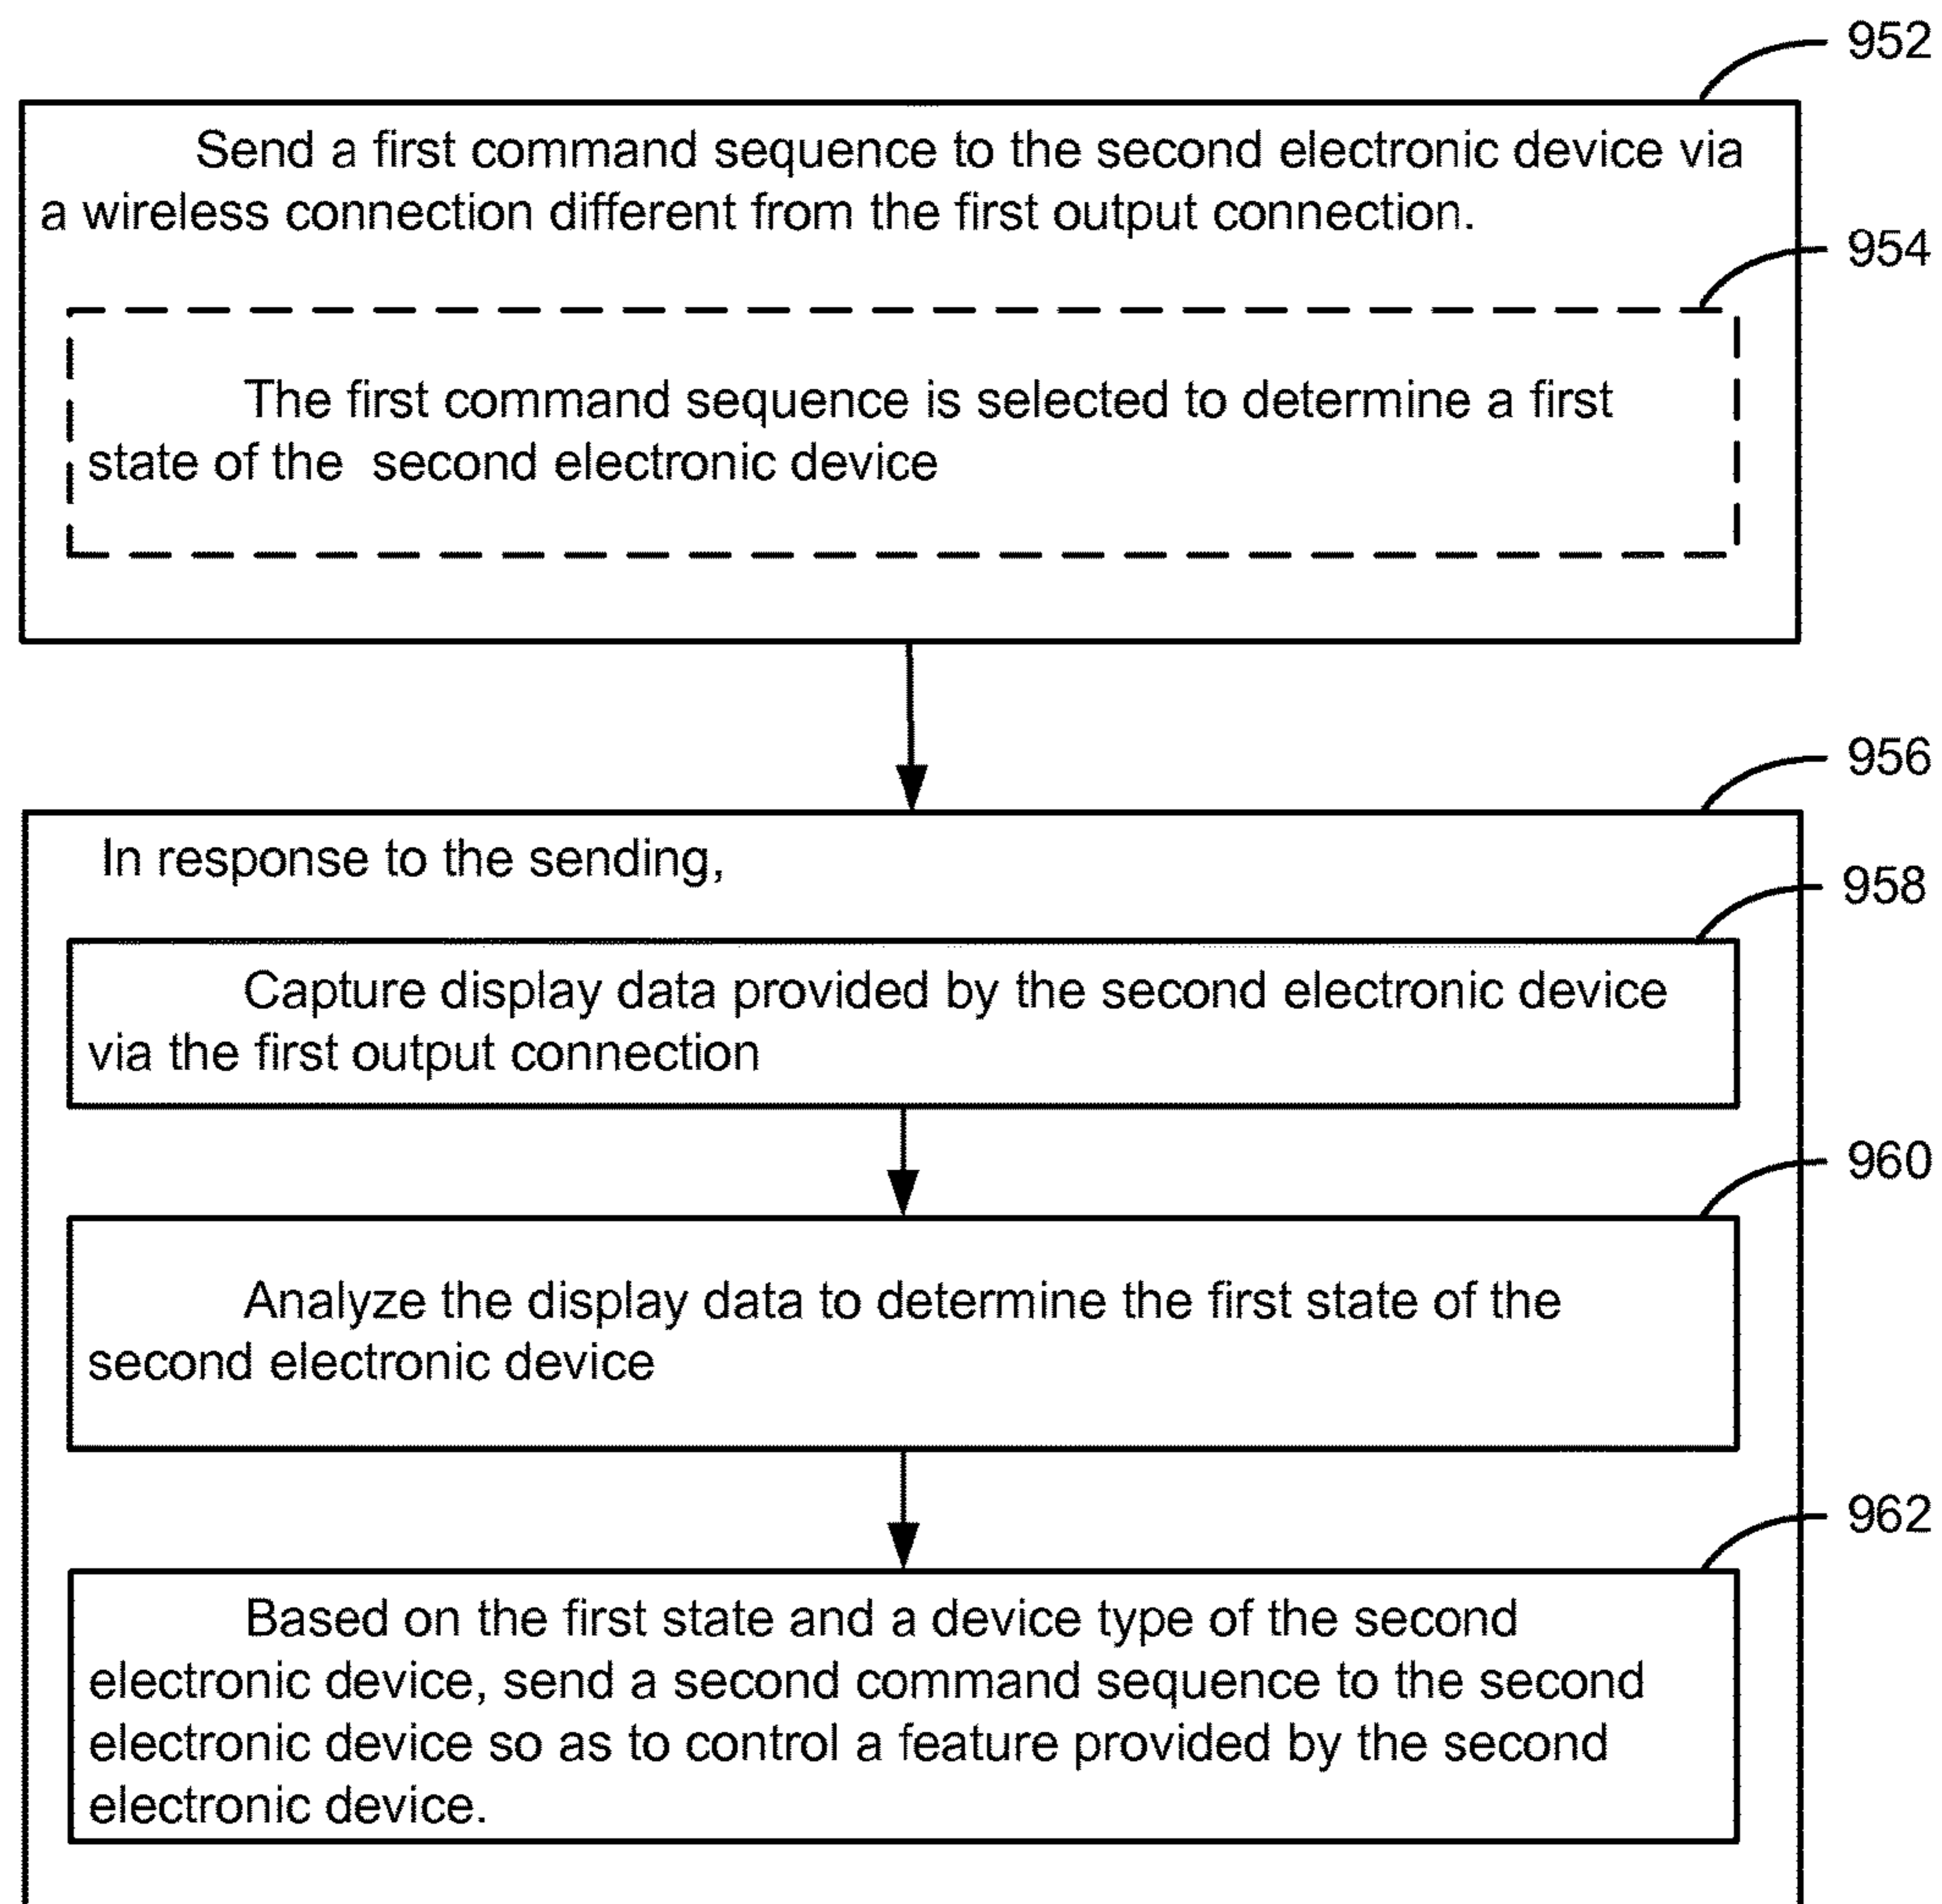 952
Send a first command sequence to the second electronic device via
a wireless connection different from the first output connection.
954
The first command sequence is selected to determine a first
state of the second electronic device
956
In response to the sending,
958
Capture display data provided by the second electronic device
via the first output connection
960
Analyze the display data to determine the first state of the
second electronic device
962
Based on the first state and a device type of the second
electronic device, send a second command sequence to the second
electronic device so as to control a feature provided by the second
electronic device.